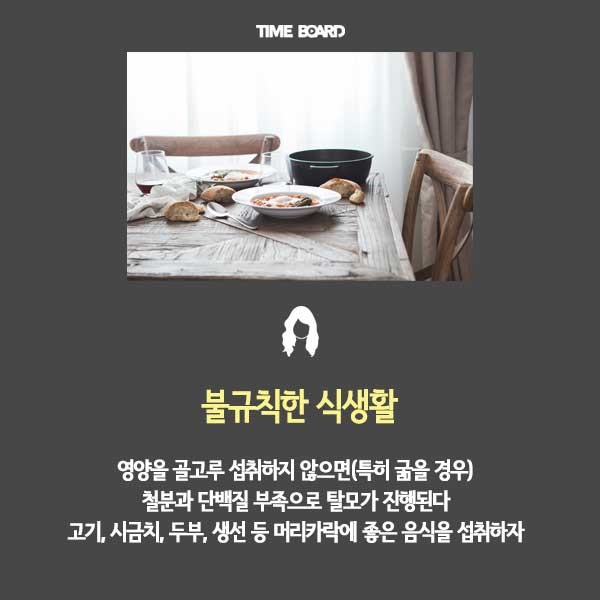 TIME BOARD
불규칙한 식생활
영양을 골고루 섭취하지 않으면(특히 굶을 경우)
철분과 단백질 부족으로 탈모가 진행된다
고기, 시금치, 두부, 생선 등 머리카락에 좋은 음식을 섭취하자